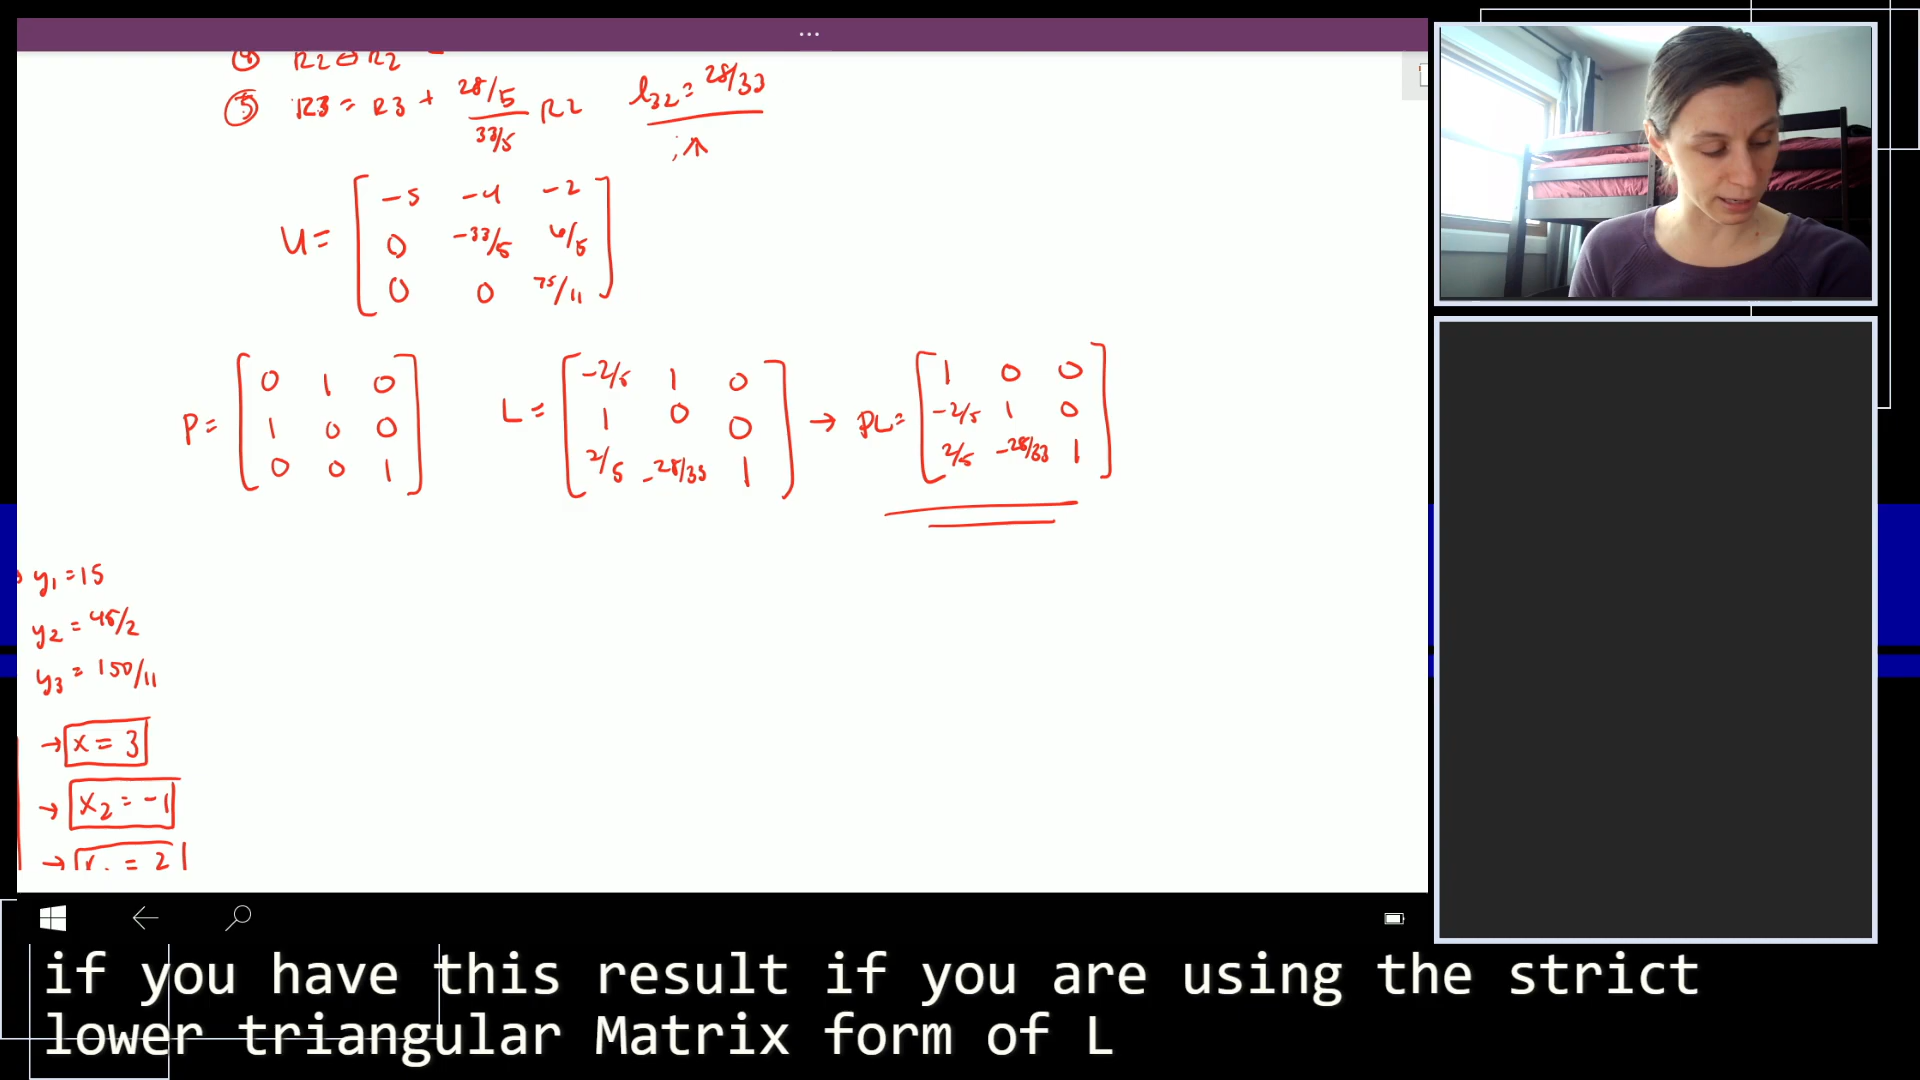 ④ R2 ⊖ R2
⑤ R3 = R3 + (28/5)/(33/5) R2 l32 = 28/33
U = [ -5 -4 -2
0 -33/5 6/5
0 0 75/11 ]
P = [ 0 1 0
1 0 0
0 0 1 ]
L = [ -2/5 1 0
1 0 0
2/5 -28/33 1 ]
→ PL = [ 1 0 0
-2/5 1 0
2/5 -28/33 1 ]
y1 = 15
y2 = 45/2
y3 = 150/11
→ x = 3
→ x2 = -1
→ = 2
if you have this result if you are using the strict
lower triangular Matrix form of L